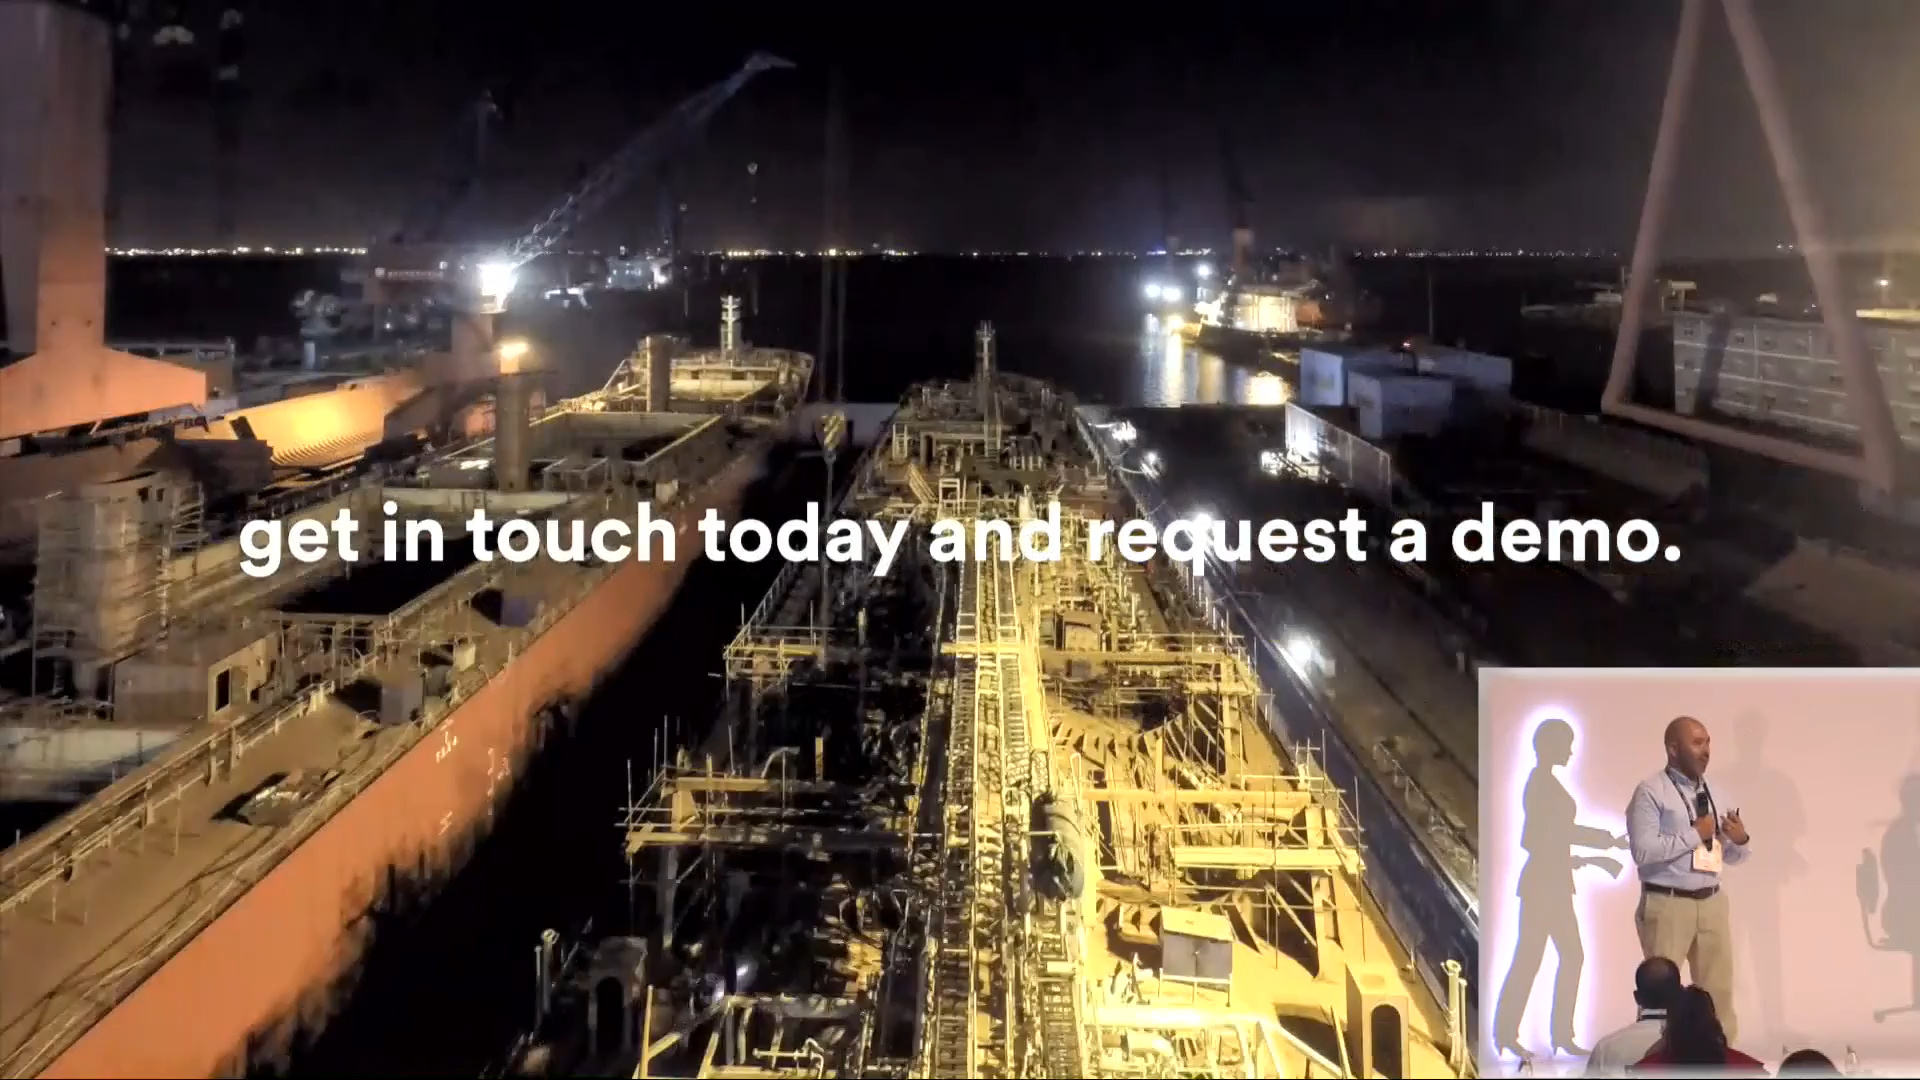 get in touch today and request a demo.